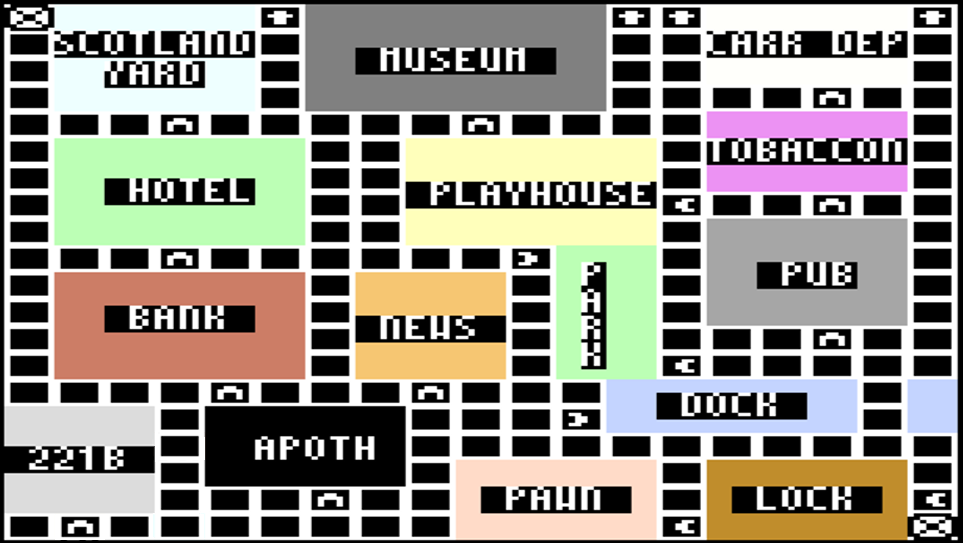 SCOTLAND
YARD
MUSEUM
CARR DEP
TOBACCON
HOTEL
PLAYHOUSE
PARK
PUB
BANK
NEWS
DOCK
221B
APOTH
PAWN
LOCK